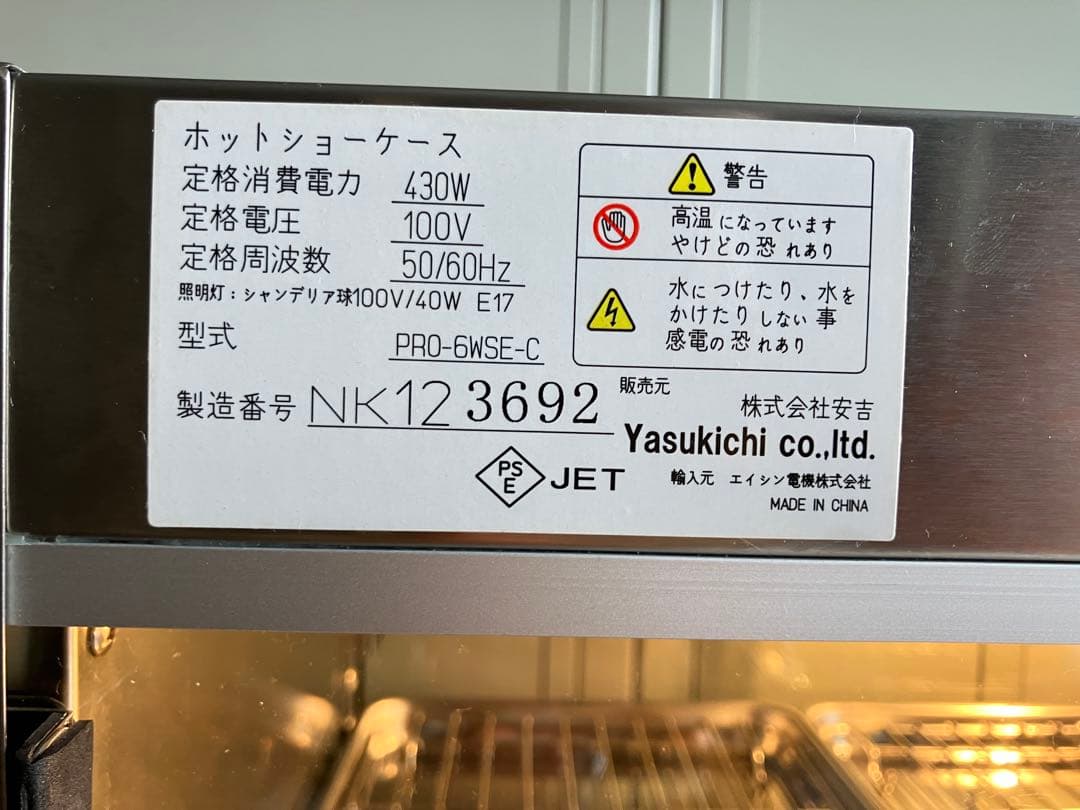 ホットショーケース
定格消費電力 430W
定格電圧 100V
定格周波数 50/60Hz
照明灯：シャンデリア球100V/40W E17
型式 PRO-6WSE-C
製造番号 NK123692
PS
E
JET
警告
高温になっています
やけどの恐れあり
水につけたり、水を
かけたりしない事
感電の恐れあり
販売元
株式会社安吉
Yasukichi co.,ltd.
輸入元 エイシン電機株式会社
MADE IN CHINA